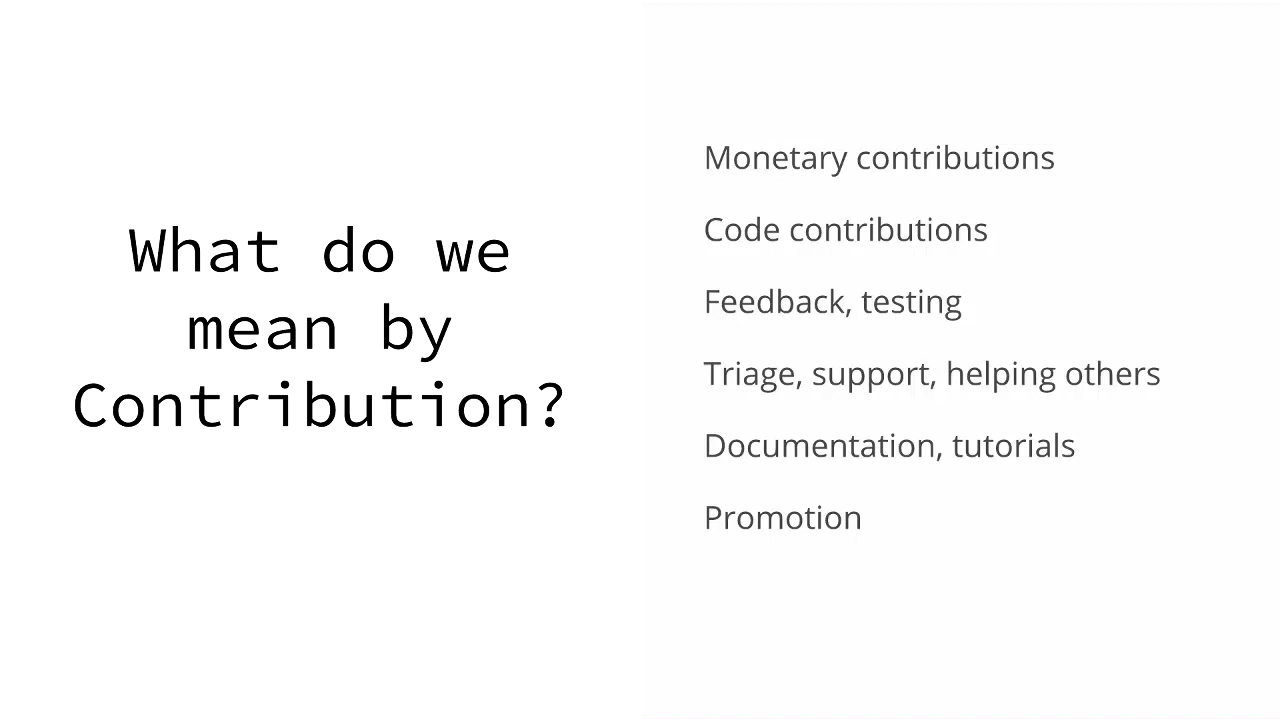 What do we
mean by
Contribution?
Monetary contributions
Code contributions
Feedback, testing
Triage, support, helping others
Documentation, tutorials
Promotion